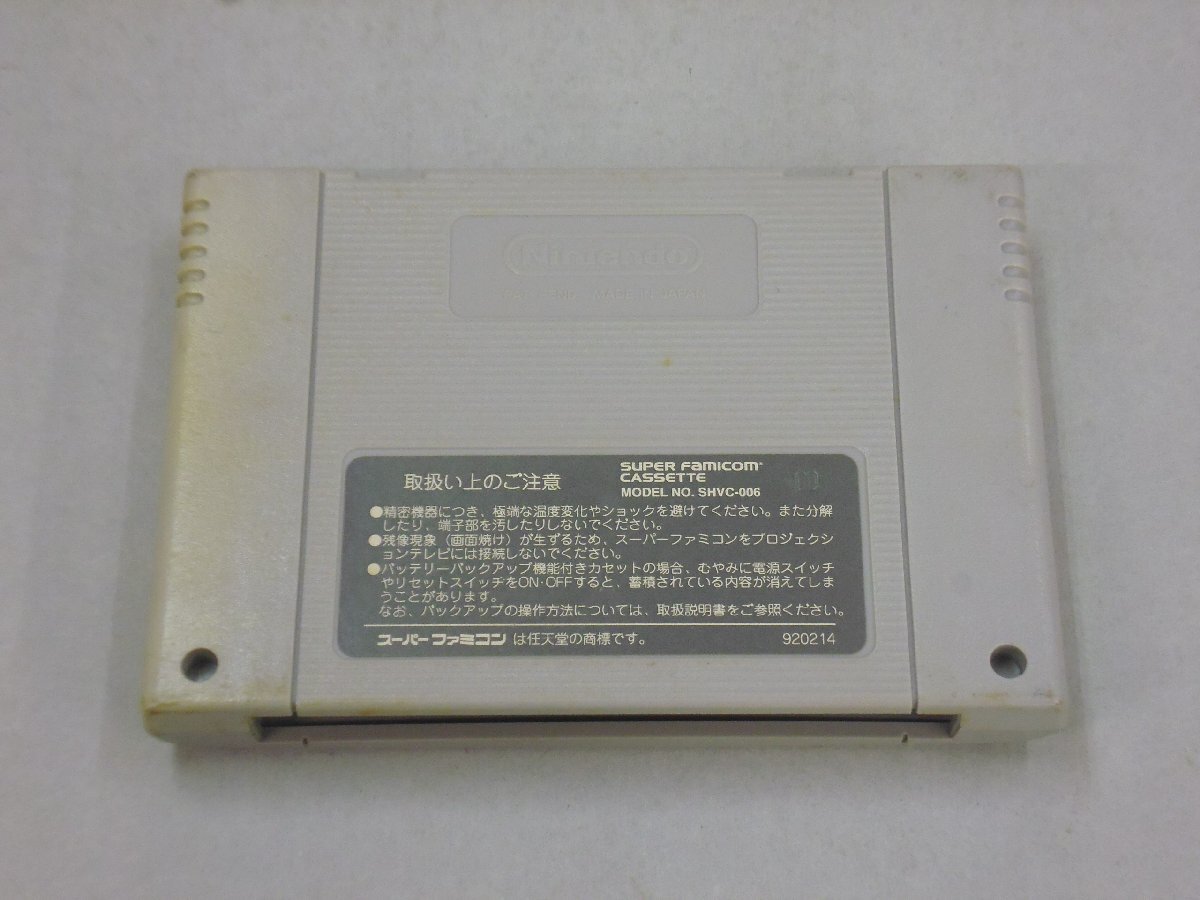 Nintendo
MADE IN JAPAN
取扱い上のご注意
SUPER FAMICOM
CASSETTE
MODEL NO. SHVC-006
●精密機器につき、極端な温度変化やショックを避けてください。また分解
したり、端子部を汚したりしないでください。
●残像現象(画面焼け)が生ずるため、スーパーファミコンをプロジェクシ
ョンテレビには接続しないでください。
●バッテリーバックアップ機能付きカセットの場合、むやみに電源スイッチ
やリセットスイッチをON・OFFすると、蓄積されている内容が消えてしま
うことがあります。
なお、バックアップの操作方法については、取扱説明書をご参照ください。
スーパーファミコン は任天堂の商標です。 920214